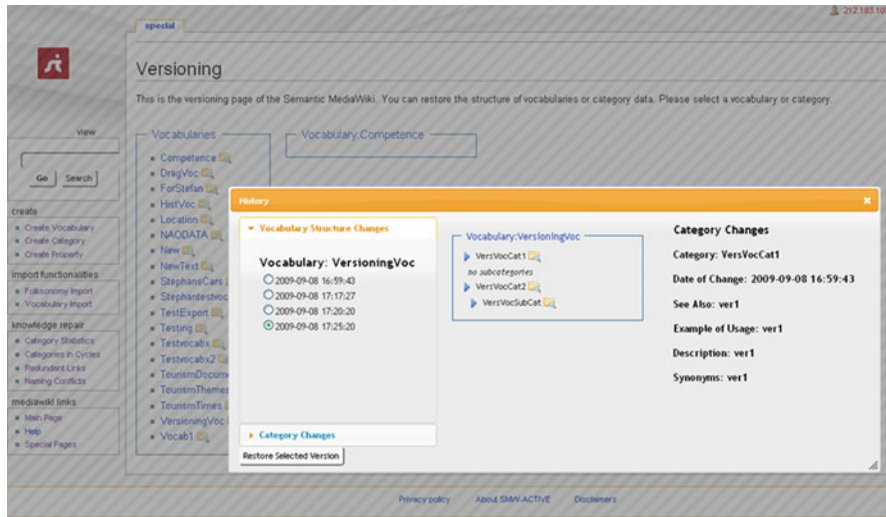 212.183.10
special
Versioning
This is the versioning page of the Semantic MediaWiki. You can restore the structure of vocabularies or category data. Please select a vocabulary or category.
view
Go Search
create
Create Vocabulary
Create Category
Create Property
import functionalities
Folksonomy Import
Vocabulary Import
knowledge repair
Category Statistics
Categories in Cycles
Redundant Links
Naming Conflicts
mediawiki links
Main Page
Help
Special Pages
Vocabularies
Competence
DragVoc
ForStefan
HistVoc
Location
NAODATA
New
NewText
StephansCars
Stephantestvoc
TestExport
Testing
Testvocabx
Testvocabx2
TourismDocum
TourismThemes
TourismTimes
VersioningVoc
Vocab1
Vocabulary:Competence
History
Vocabulary Structure Changes
Vocabulary: VersioningVoc
2009-09-08 16:59:43
2009-09-08 17:17:27
2009-09-08 17:20:20
2009-09-08 17:25:20
Category Changes
Restore Selected Version
Vocabulary:VersioningVoc
VersVocCat1
no subcategories
VersVocCat2
VersVocSubCat
Category Changes
Category: VersVocCat1
Date of Change: 2009-09-08 16:59:43
See Also: ver1
Example of Usage: ver1
Description: ver1
Synonyms: ver1
Privacy policy About SMW-ACTIVE Disclaimers